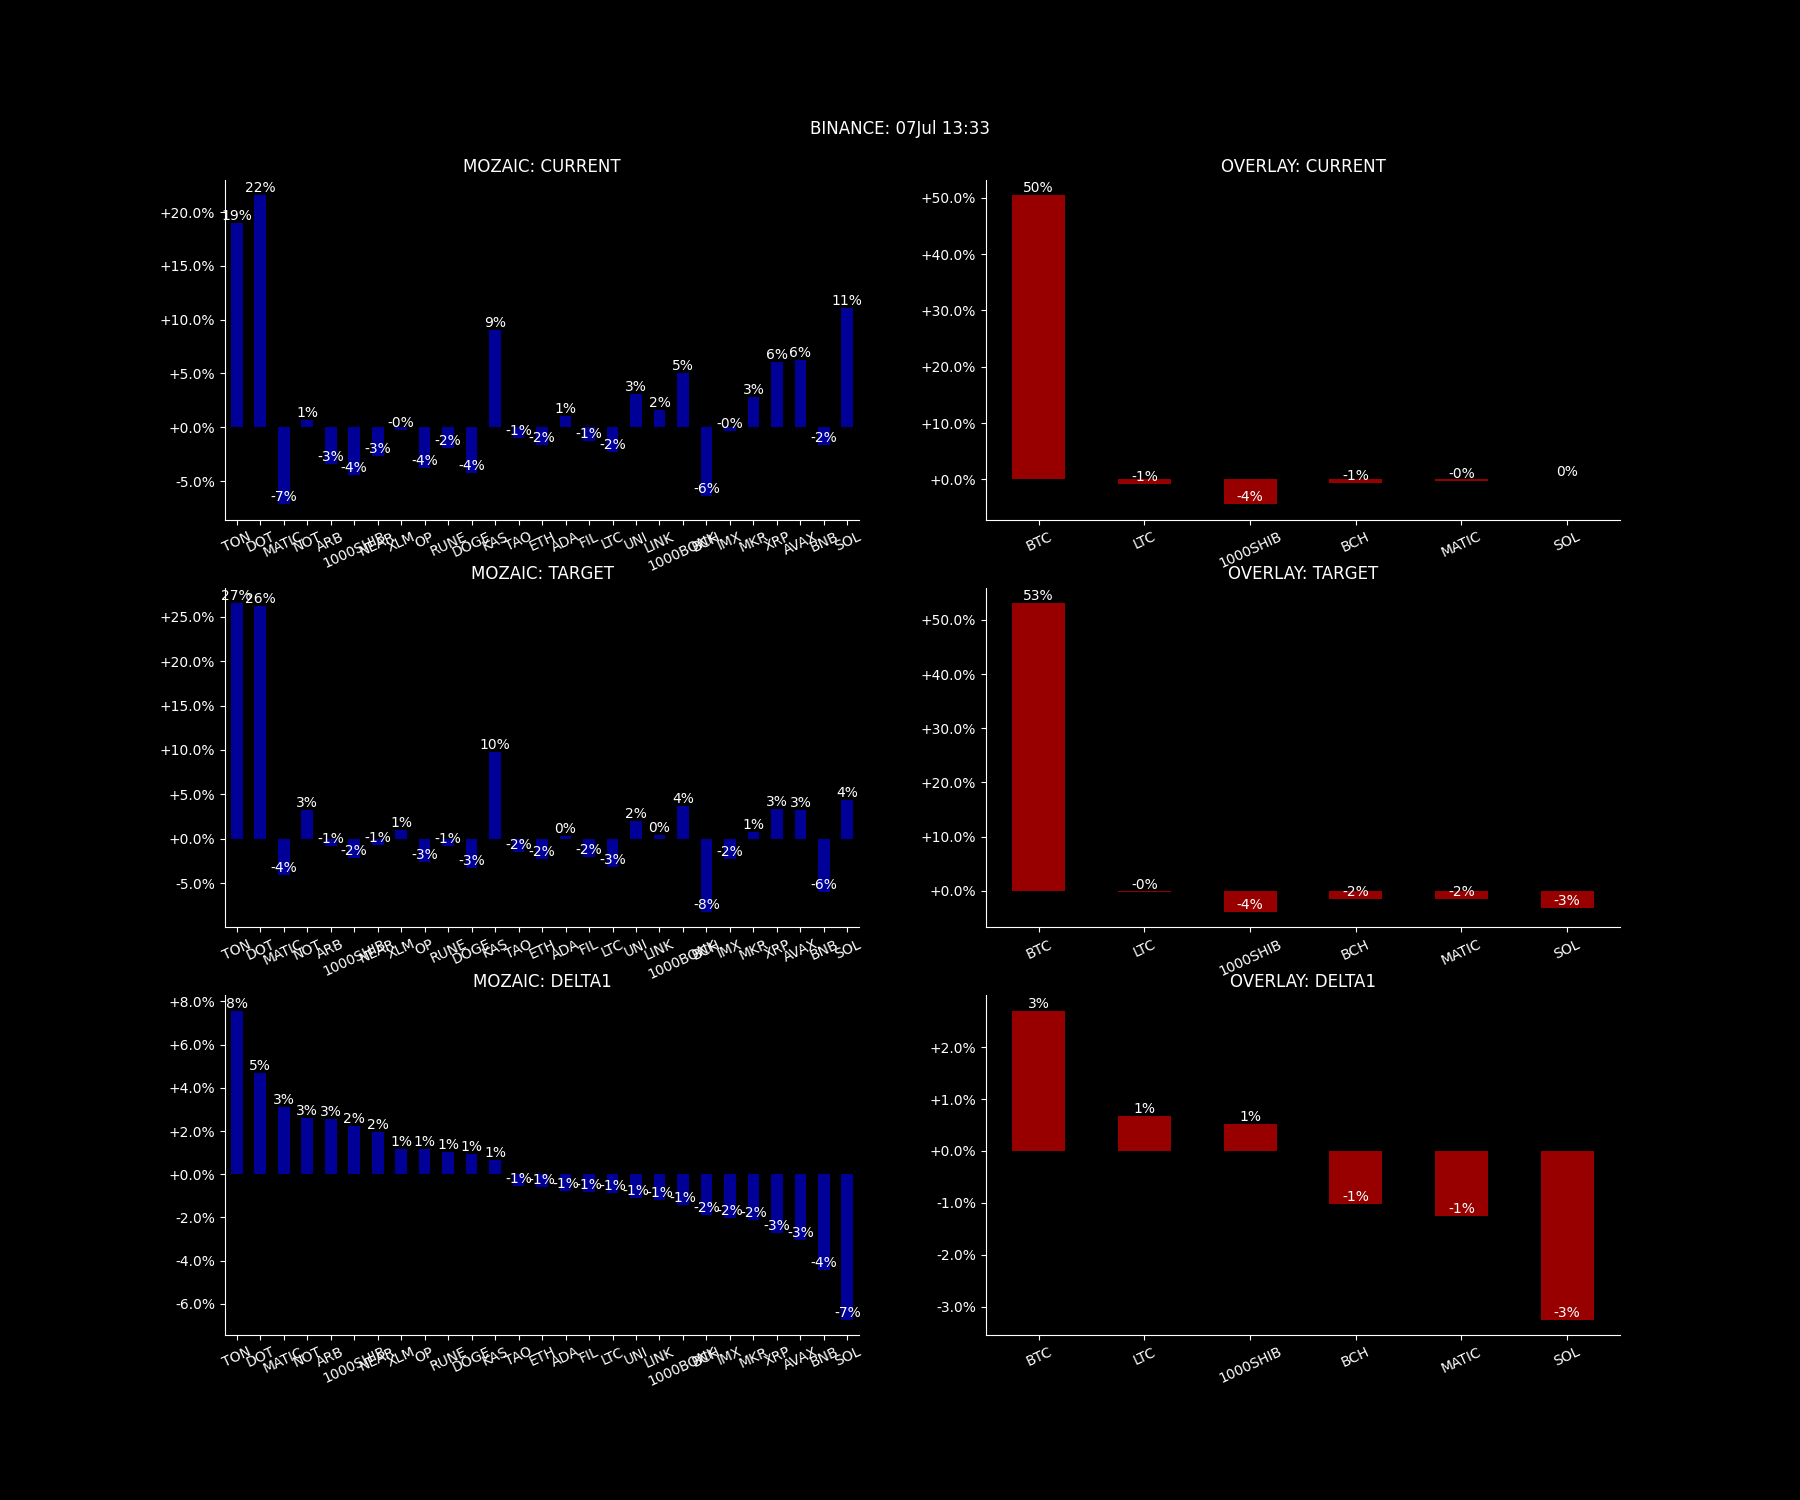 BINANCE: 07Jul 13:33
MOZAIC: CURRENT
+20.0%
+15.0%
+10.0%
+5.0%
+0.0%
-5.0%
19% 22% -7% 1% -3% -4% -3% -0% -4% -2% -4% 9% -1% -2% 1% -1% -2% 3% 2% 5% -6% -0% 3% 6% 6% -2% 11%
TON DOT MATIC NOT ARB 1000SHIB NEAR XLM OP RUNE DOGE KAS TAO ETH ADA FIL LTC UNI LINK 1000BONK BCH IMX MKR XRP AVAX BNB SOL
OVERLAY: CURRENT
+50.0%
+40.0%
+30.0%
+20.0%
+10.0%
+0.0%
50% -1% -4% -1% -0% 0%
BTC LTC 1000SHIB BCH MATIC SOL
MOZAIC: TARGET
+25.0%
+20.0%
+15.0%
+10.0%
+5.0%
+0.0%
-5.0%
27% 26% -4% 3% -1% -2% -1% 1% -3% -1% -3% 10% -2% -2% 0% -2% -3% 2% 0% 4% -8% -2% 1% 3% 3% -6% 4%
TON DOT MATIC NOT ARB 1000SHIB NEAR XLM OP RUNE DOGE KAS TAO ETH ADA FIL LTC UNI LINK 1000BONK BCH IMX MKR XRP AVAX BNB SOL
OVERLAY: TARGET
+50.0%
+40.0%
+30.0%
+20.0%
+10.0%
+0.0%
53% -0% -4% -2% -2% -3%
BTC LTC 1000SHIB BCH MATIC SOL
MOZAIC: DELTA1
+8.0%
+6.0%
+4.0%
+2.0%
+0.0%
-2.0%
-4.0%
-6.0%
8% 5% 3% 3% 3% 2% 2% 1% 1% 1% 1% 1% -1% -1% -1% -1% -1% -1% -1% -1% -2% -2% -2% -3% -3% -4% -7%
TON DOT MATIC NOT ARB 1000SHIB NEAR XLM OP RUNE DOGE KAS TAO ETH ADA FIL LTC UNI LINK 1000BONK BCH IMX MKR XRP AVAX BNB SOL
OVERLAY: DELTA1
+2.0%
+1.0%
+0.0%
-1.0%
-2.0%
-3.0%
3% 1% 1% -1% -1% -3%
BTC LTC 1000SHIB BCH MATIC SOL